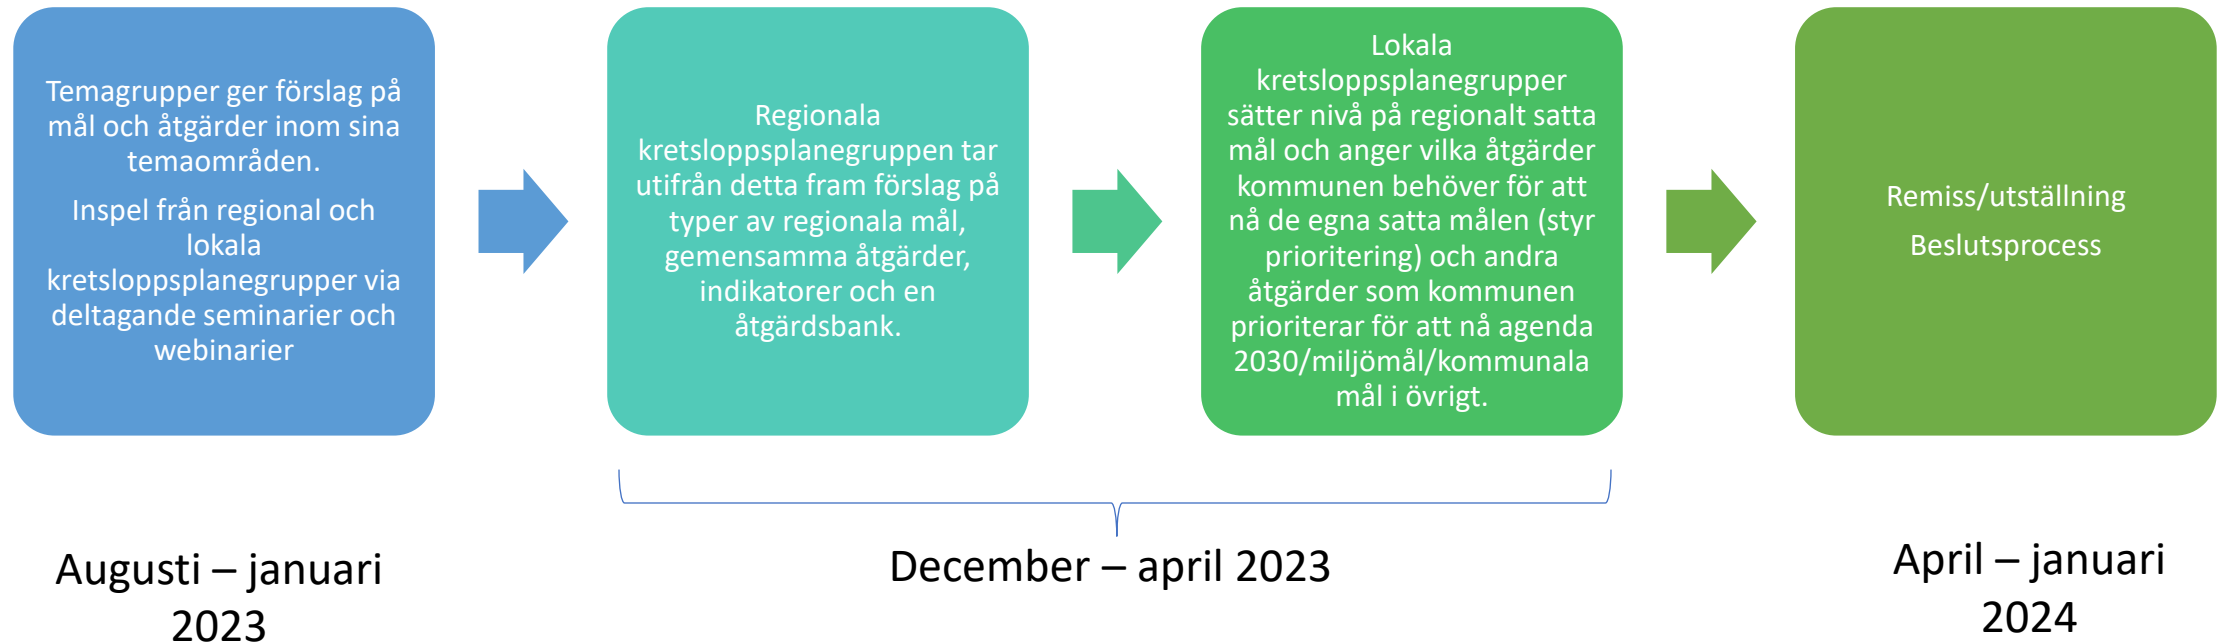 Temagrupper ger förslag på
mål och åtgärder inom sina
temaområden.
Inspel från regional och
lokala
kretsloppsplanegrupper via
deltagande seminarier och
webinarier
Regionala
kretsloppsplanegruppen tar
utifrån detta fram förslag på
typer av regionala mål,
gemensamma åtgärder,
indikatorer och en
åtgärdsbank.
Lokala
kretsloppsplanegrupper
sätter nivå på regionalt satta
mål och anger vilka åtgärder
kommunen behöver för att
nå de egna satta målen (styr
prioritering) och andra
åtgärder som kommunen
prioriterar för att nå agenda
2030/miljömål/kommunala
mål i övrigt.
Remiss/utställning
Beslutsprocess
Augusti – januari
2023
December – april 2023
April – januari
2024